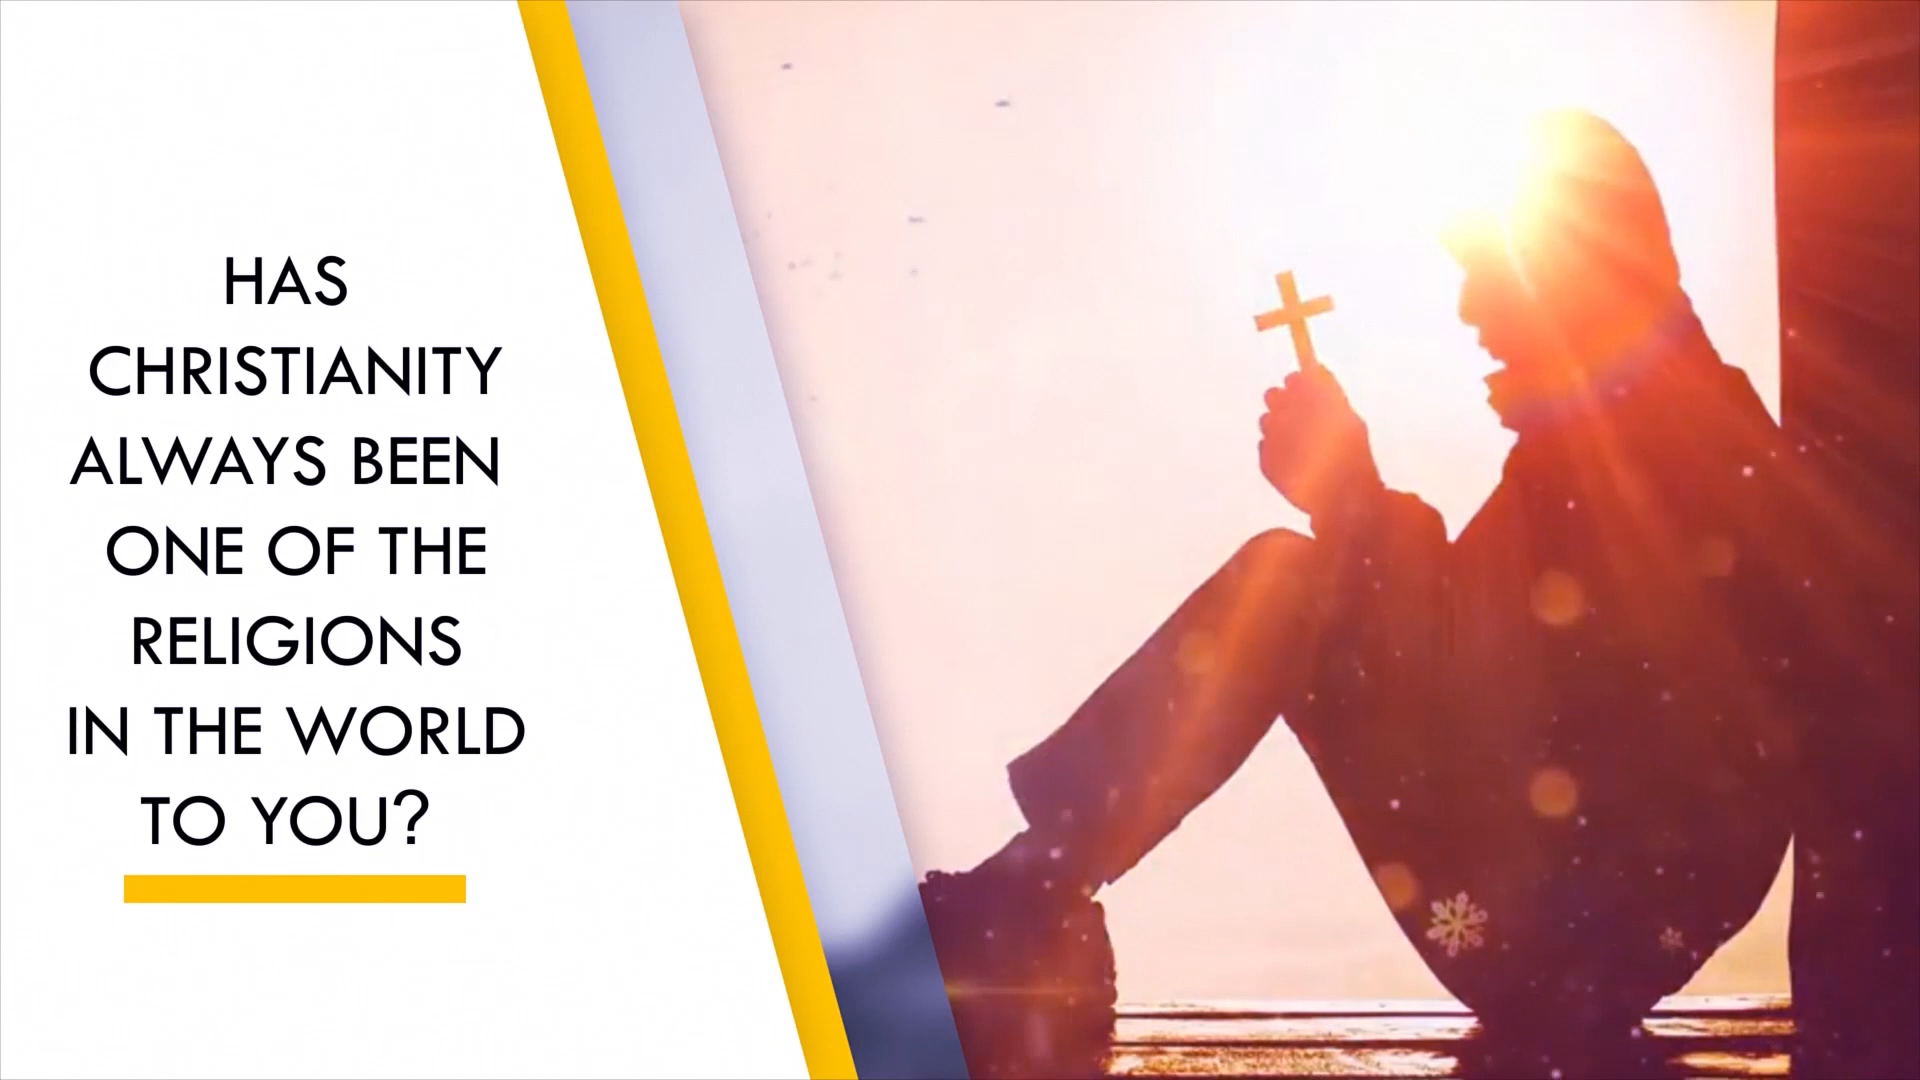 HAS
CHRISTIANITY
ALWAYS BEEN
ONE OF THE
RELIGIONS
IN THE WORLD
TO YOU?